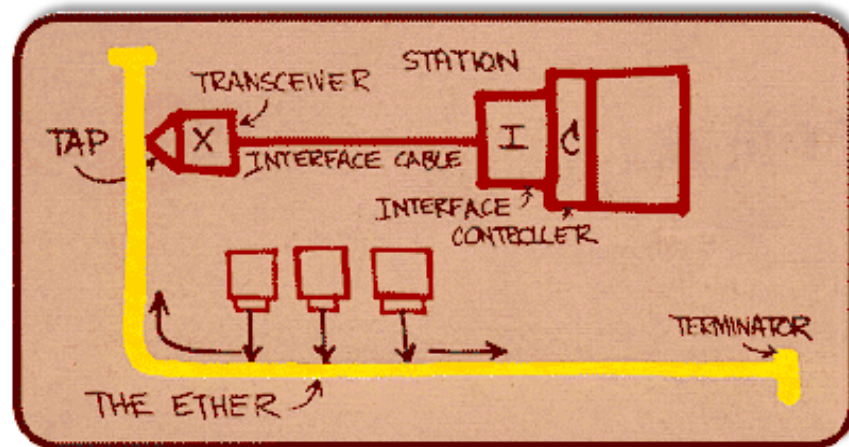 STATION
TRANSCEIVER
TAP
X
I
C
INTERFACE CABLE
INTERFACE
CONTROLLER
TERMINATOR
THE ETHER